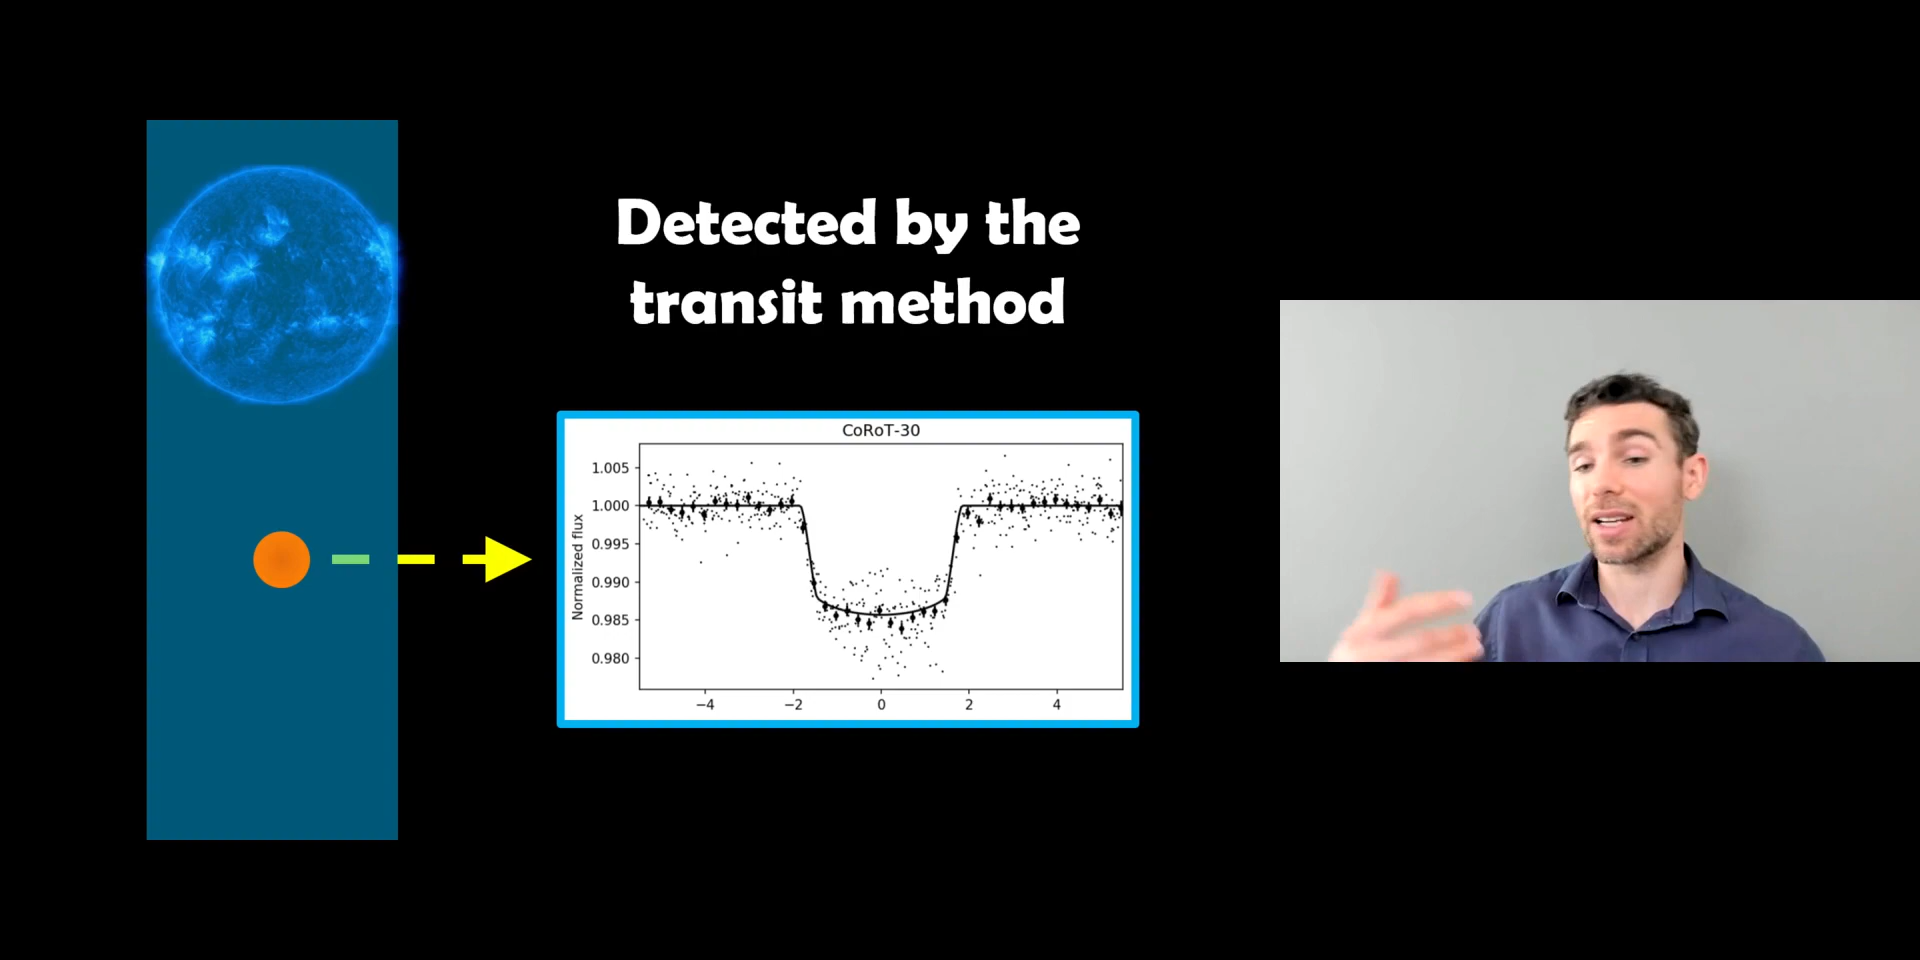 Detected by the
transit method
CoRoT-30
1.005
1.000
0.995
0.990
0.985
0.980
Normalized flux
−4 −2 0 2 4